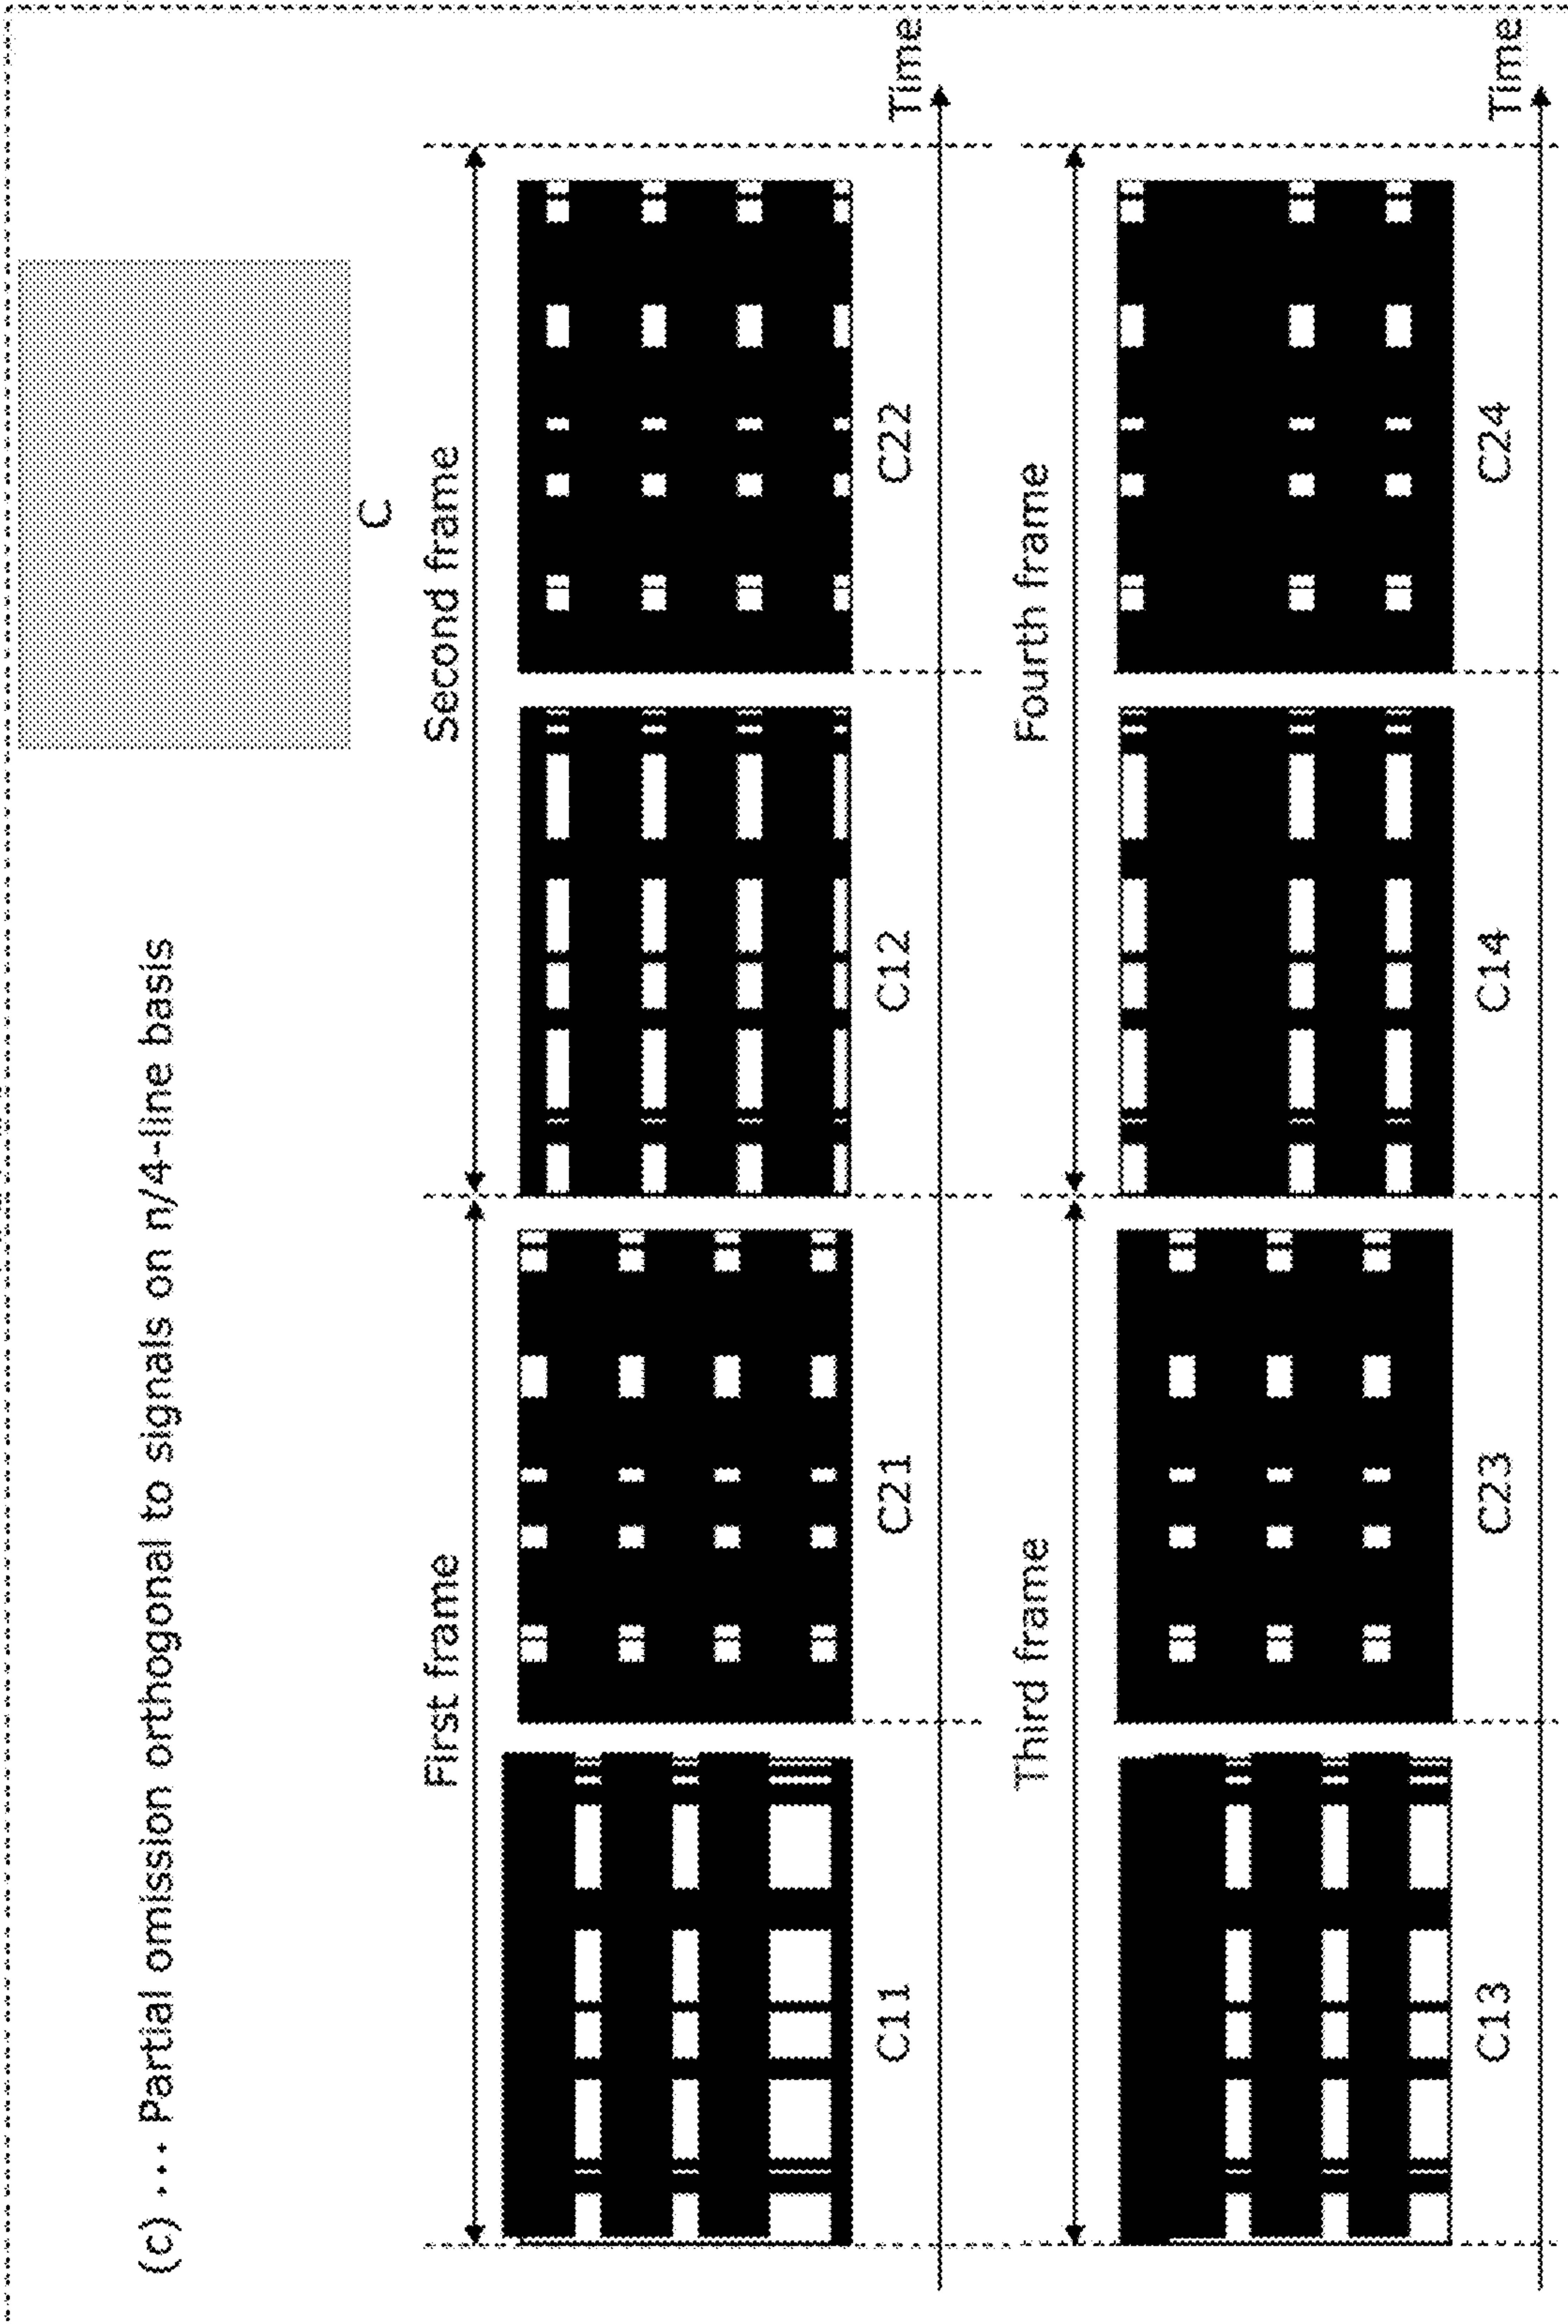 (c) ··· Partial omission orthogonal to signals on n/4-line basis
C
First frame
Second frame
C11
C21
C12
C22
Time
Third frame
Fourth frame
C13
C23
C14
C24
Time